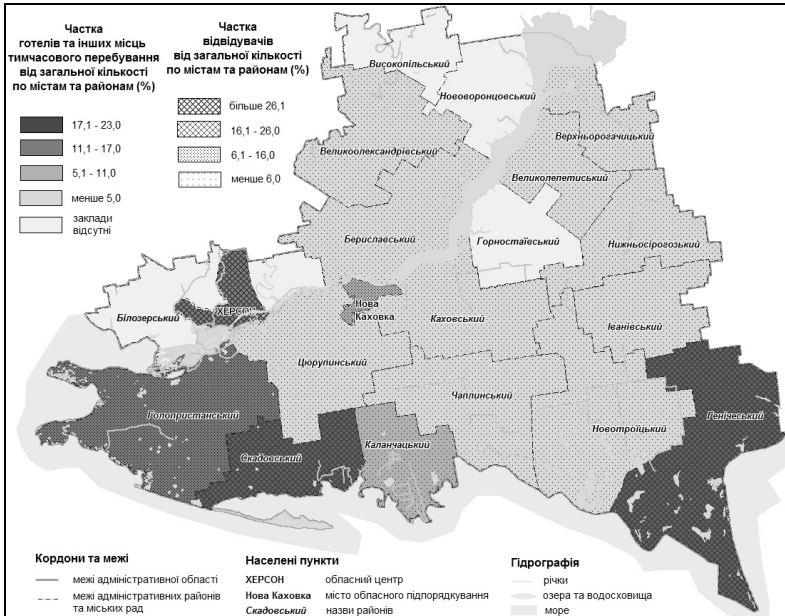 Частка
готелів та інших місць
тимчасового перебування
від загальної кількості
по містам та районам (%)
17,1 - 23,0
11,1 - 17,0
5,1 - 11,0
менше 5,0
заклади
відсутні
Частка
відвідувачів
від загальної кількості
по містам та районам (%)
більше 26,1
16,1 - 26,0
6,1 - 16,0
менше 6,0
Високопільський
Нововоронцовський
Верхньорогачицький
Великоолександрівський
Великолепетиський
Бериславський
Горностаївський
Нижньосірогозький
Білозерський
ХЕРСОН
Нова
Каховка
Каховський
Іванівський
Цюрупинський
Чаплинський
Голопристанський
Генічеський
Новотроїцький
Скадовський
Каланчацький
Кордони та межі
межі адміністративної області
межі адміністративних районів
та міських рад
Населені пункти
ХЕРСОН обласний центр
Нова Каховка місто обласного підпорядкування
Скадовський назви районів
Гідрографія
річки
озера та водосховища
море